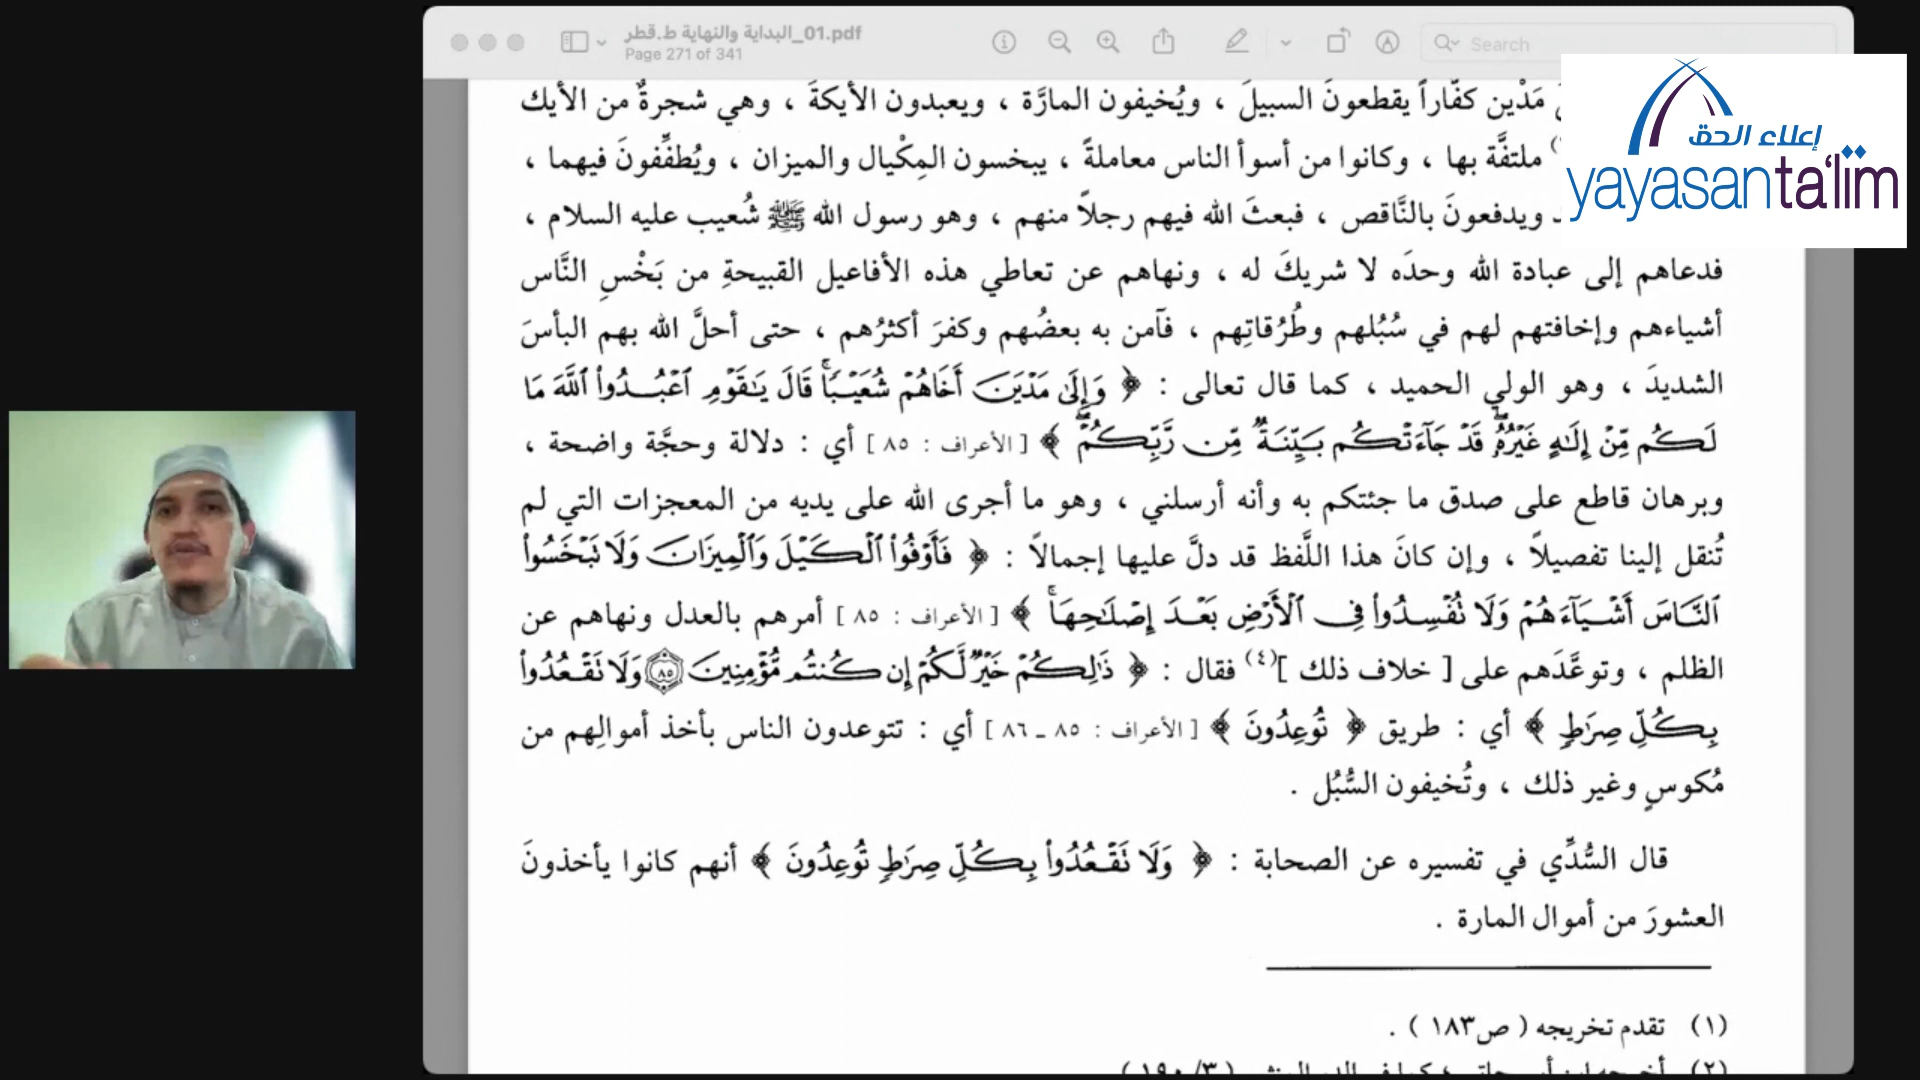 البداية والنهاية ط.قطر_01.pdf
Page 271 of 341
Search
إعلاء الحق
yayasanta'lim
مَدْين كفّاراً يقطعونَ السبيلَ ، ويُخيفون المارَّة ، ويعبدون الأيكةَ ، وهي شجرةٌ من الأيك
ملتفَّة بها ، وكانوا من أسوأ الناس معاملةً ، يبخسون المِكْيال والميزان ، ويُطفِّفونَ فيهما ،
ويدفعونَ بالنَّاقص ، فبعثَ الله فيهم رجلاً منهم ، وهو رسول الله ﷺ شُعيب عليه السلام ،
فدعاهم إلى عبادة الله وحدَه لا شريكَ له ، ونهاهم عن تعاطي هذه الأفاعيل القبيحةِ من بَخْسِ النَّاس
أشياءهم وإخافتهم لهم في سُبُلهم وطُرُقاتِهم ، فآمن به بعضُهم وكفرَ أكثرُهم ، حتى أحلَّ الله بهم البأسَ
الشديدَ ، وهو الولي الحميد ، كما قال تعالى : ﴿ وَإِلَىٰ مَدْيَنَ أَخَاهُمْ شُعَيْبًا ۗ قَالَ يَـٰقَوْمِ ٱعْبُدُوا۟ ٱللَّهَ مَا
لَكُم مِّنْ إِلَـٰهٍ غَيْرُهُۥ ۖ قَدْ جَآءَتْكُم بَيِّنَةٌ مِّن رَّبِّكُمْ ۖ ﴾ [ الأعراف : ٨٥ ] أي : دلالة وحجَّة واضحة ،
وبرهان قاطع على صدق ما جئتكم به وأنه أرسلني ، وهو ما أجرى الله على يديه من المعجزات التي لم
تُنقل إلينا تفصيلاً ، وإن كانَ هذا اللَّفظ قد دلَّ عليها إجمالاً : ﴿ فَأَوْفُوا۟ ٱلْكَيْلَ وَٱلْمِيزَانَ وَلَا تَبْخَسُوا۟
ٱلنَّاسَ أَشْيَآءَهُمْ وَلَا تُفْسِدُوا۟ فِى ٱلْأَرْضِ بَعْدَ إِصْلَـٰحِهَا ۚ ﴾ [ الأعراف : ٨٥ ] أمرهم بالعدل ونهاهم عن
الظلم ، وتوعَّدَهم على [ خلاف ذلك ](٤) فقال : ﴿ ذَٰلِكُمْ خَيْرٌ لَّكُمْ إِن كُنتُم مُّؤْمِنِينَ ۝٨٥ وَلَا تَقْعُدُوا۟
بِكُلِّ صِرَٰطٍ ﴾ أي : طريق ﴿ تُوعِدُونَ ﴾ [ الأعراف : ٨٥ ـ ٨٦ ] أي : تتوعدون الناس بأخذ أموالِهم من
مُكوسٍ وغير ذلك ، وتُخيفون السُّبُل .
قال السُّدِّي في تفسيره عن الصحابة : ﴿ وَلَا تَقْعُدُوا۟ بِكُلِّ صِرَٰطٍ تُوعِدُونَ ﴾ أنهم كانوا يأخذونَ
العشورَ من أموال المارة .
(١) تقدم تخريجه ( ص١٨٣ ) .